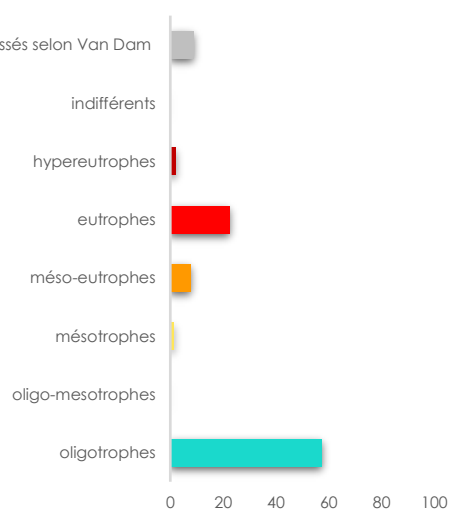 ssés selon Van Dam
indifférents
hypereutrophes
eutrophes
méso-eutrophes
mésotrophes
oligo-mesotrophes
oligotrophes
0 20 40 60 80 100